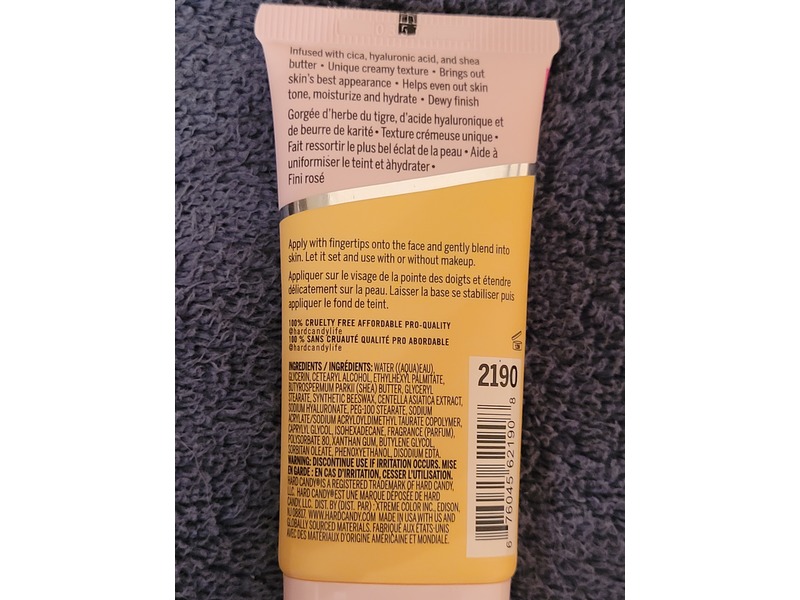 Infused with cica, hyaluronic acid, and shea
butter • Unique creamy texture • Brings out
skin's best appearance • Helps even out skin
tone, moisturize and hydrate • Dewy finish
Gorgée d'herbe du tigre, d'acide hyaluronique et
de beurre de karité • Texture crémeuse unique •
Fait ressortir le plus bel éclat de la peau • Aide à
uniformiser le teint et àhydrater •
Fini rosé
Apply with fingertips onto the face and gently blend into
skin. Let it set and use with or without makeup.
Appliquer sur le visage de la pointe des doigts et étendre
délicatement sur la peau. Laisser la base se stabiliser puis
appliquer le fond de teint.
100% CRUELTY FREE AFFORDABLE PRO-QUALITY
@hardcandylife
100 % SANS CRUAUTÉ QUALITÉ PRO ABORDABLE
@hardcandylife
INGREDIENTS / INGRÉDIENTS: WATER ((AQUA)EAU),
GLYCERIN, CETEARYL ALCOHOL, ETHYLHEXYL PALMITATE,
BUTYROSPERMUM PARKII (SHEA) BUTTER, GLYCERYL
STEARATE, SYNTHETIC BEESWAX, CENTELLA ASIATICA EXTRACT,
SODIUM HYALURONATE, PEG-100 STEARATE, SODIUM
ACRYLATE/SODIUM ACRYLOYLDIMETHYL TAURATE COPOLYMER,
CAPRYLYL GLYCOL, ISOHEXADECANE, FRAGRANCE (PARFUM),
POLYSORBATE 80, XANTHAN GUM, BUTYLENE GLYCOL,
SORBITAN OLEATE, PHENOXYETHANOL, DISODIUM EDTA.
WARNING: DISCONTINUE USE IF IRRITATION OCCURS. MISE
EN GARDE : EN CAS D'IRRITATION, CESSER L'UTILISATION.
HARD CANDY® IS A REGISTERED TRADEMARK OF HARD CANDY,
LLC. HARD CANDY®EST UNE MARQUE DÉPOSÉE DE HARD
CANDY, LLC. DIST. BY (DIST. PAR) : XTREME COLOR INC., EDISON,
NJ 08817. WWW.HARDCANDY.COM MADE IN USA WITH US AND
GLOBALLY SOURCED MATERIALS. FABRIQUÉ AUX ÉTATS-UNIS
AVEC DES MATÉRIAUX D'ORIGINE AMÉRICAINE ET MONDIALE.
2190
6 76045 62190 8